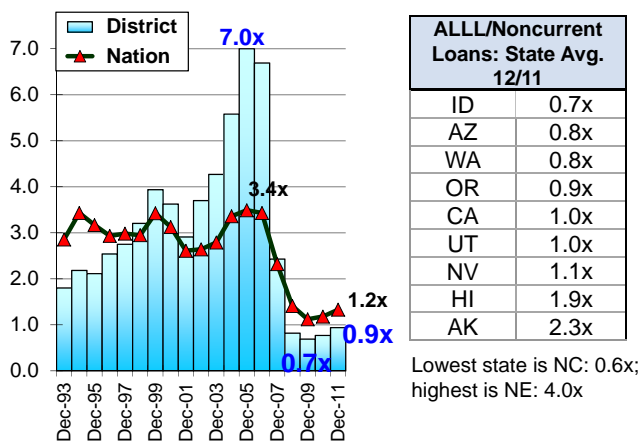 District
Nation
7.0
6.0
5.0
4.0
3.0
2.0
1.0
0.0
7.0x
3.4x
1.2x
0.9x
0.7x
Dec-93
Dec-95
Dec-97
Dec-99
Dec-01
Dec-03
Dec-05
Dec-07
Dec-09
Dec-11
ALLL/Noncurrent
Loans: State Avg.
12/11
ID 0.7x
AZ 0.8x
WA 0.8x
OR 0.9x
CA 1.0x
UT 1.0x
NV 1.1x
HI 1.9x
AK 2.3x
Lowest state is NC: 0.6x;
highest is NE: 4.0x